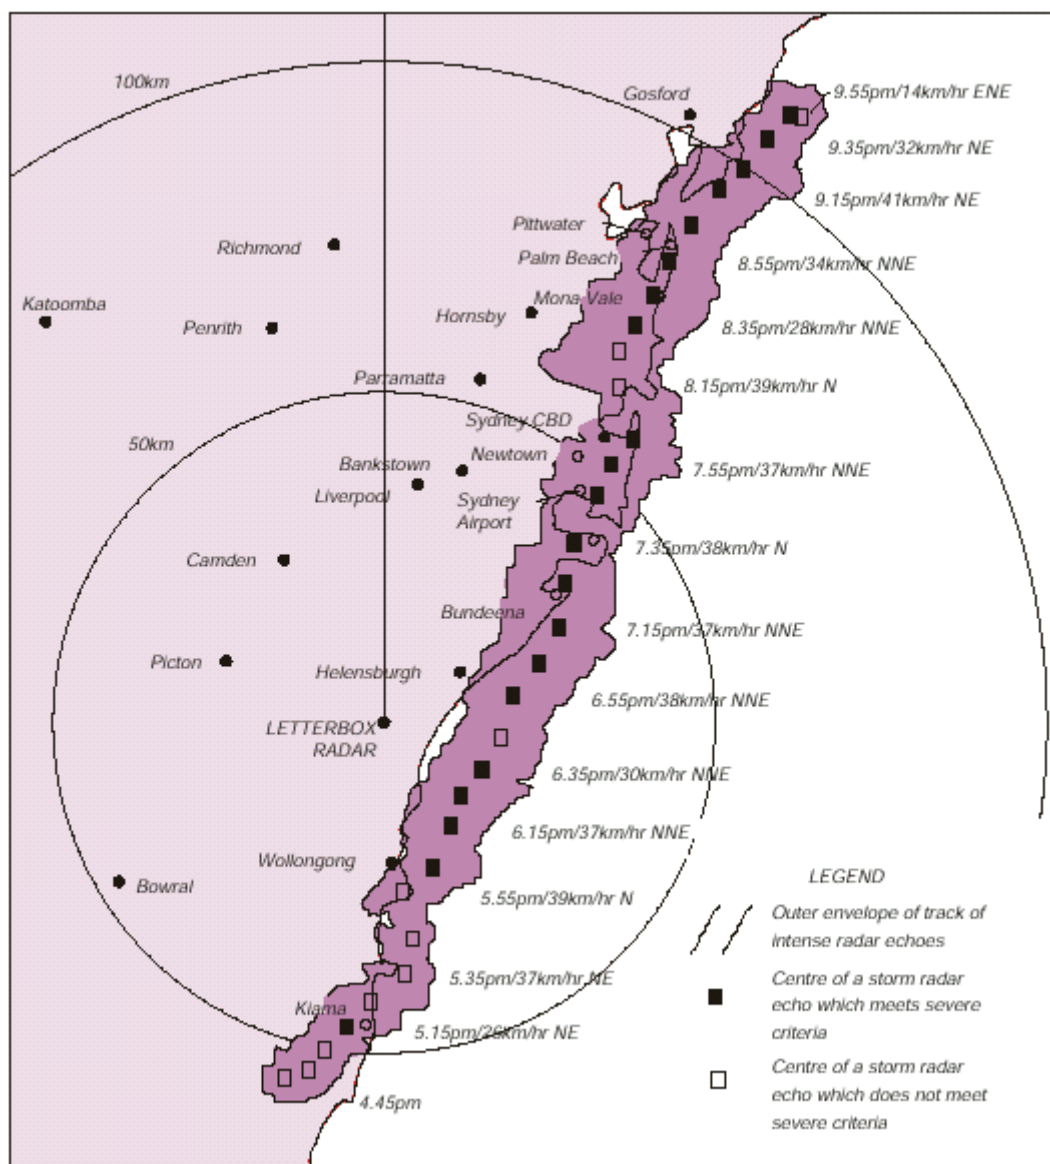 100km
Gosford
9.55pm/14km/hr ENE
9.35pm/32km/hr NE
9.15pm/41km/hr NE
Pittwater
Richmond
Palm Beach
8.55pm/34km/hr NNE
Katoomba
Mona Vale
Penrith
Hornsby
8.35pm/28km/hr NNE
Parramatta
8.15pm/39km/hr N
Sydney CBD
50km
Newtown
Bankstown
7.55pm/37km/hr NNE
Liverpool
Sydney
Airport
7.35pm/38km/hr N
Camden
Bundeena
7.15pm/37km/hr NNE
Picton
Helensburgh
6.55pm/38km/hr NNE
LETTERBOX
RADAR
6.35pm/30km/hr NNE
6.15pm/37km/hr NNE
Wollongong
Bowral
5.55pm/39km/hr N
5.35pm/37km/hr NE
Kiama
5.15pm/26km/hr NE
4.45pm
LEGEND
Outer envelope of track of
intense radar echoes
Centre of a storm radar
echo which meets severe
criteria
Centre of a storm radar
echo which does not meet
severe criteria